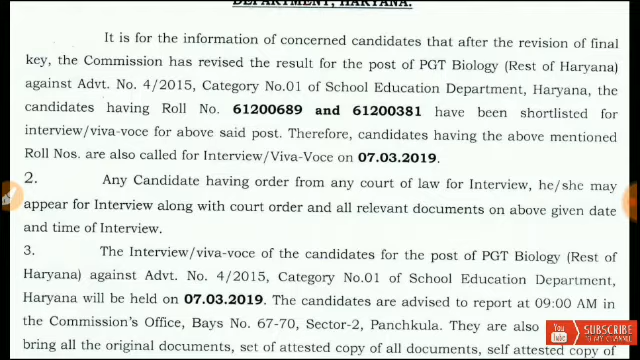 DEPARTMENT, HARYANA.
It is for the information of concerned candidates that after the revision of final
key, the Commission has revised the result for the post of PGT Biology (Rest of Haryana)
against Advt. No. 4/2015, Category No.01 of School Education Department, Haryana, the
candidates having Roll No. 61200689 and 61200381 have been shortlisted for
interview/viva-voce for above said post. Therefore, candidates having the above mentioned
Roll Nos. are also called for Interview/Viva-Voce on 07.03.2019.
2. Any Candidate having order from any court of law for Interview, he/she may
appear for Interview along with court order and all relevant documents on above given date
and time of Interview.
3. The Interview/viva-voce of the candidates for the post of PGT Biology (Rest of
Haryana) against Advt. No. 4/2015, Category No.01 of School Education Department,
Haryana will be held on 07.03.2019. The candidates are advised to report at 09:00 AM in
the Commission's Office, Bays No. 67-70, Sector-2, Panchkula. They are also
bring all the original documents, set of attested copy of all documents, self attested copy of
SUBSCRIBE
TO MY CHANNEL